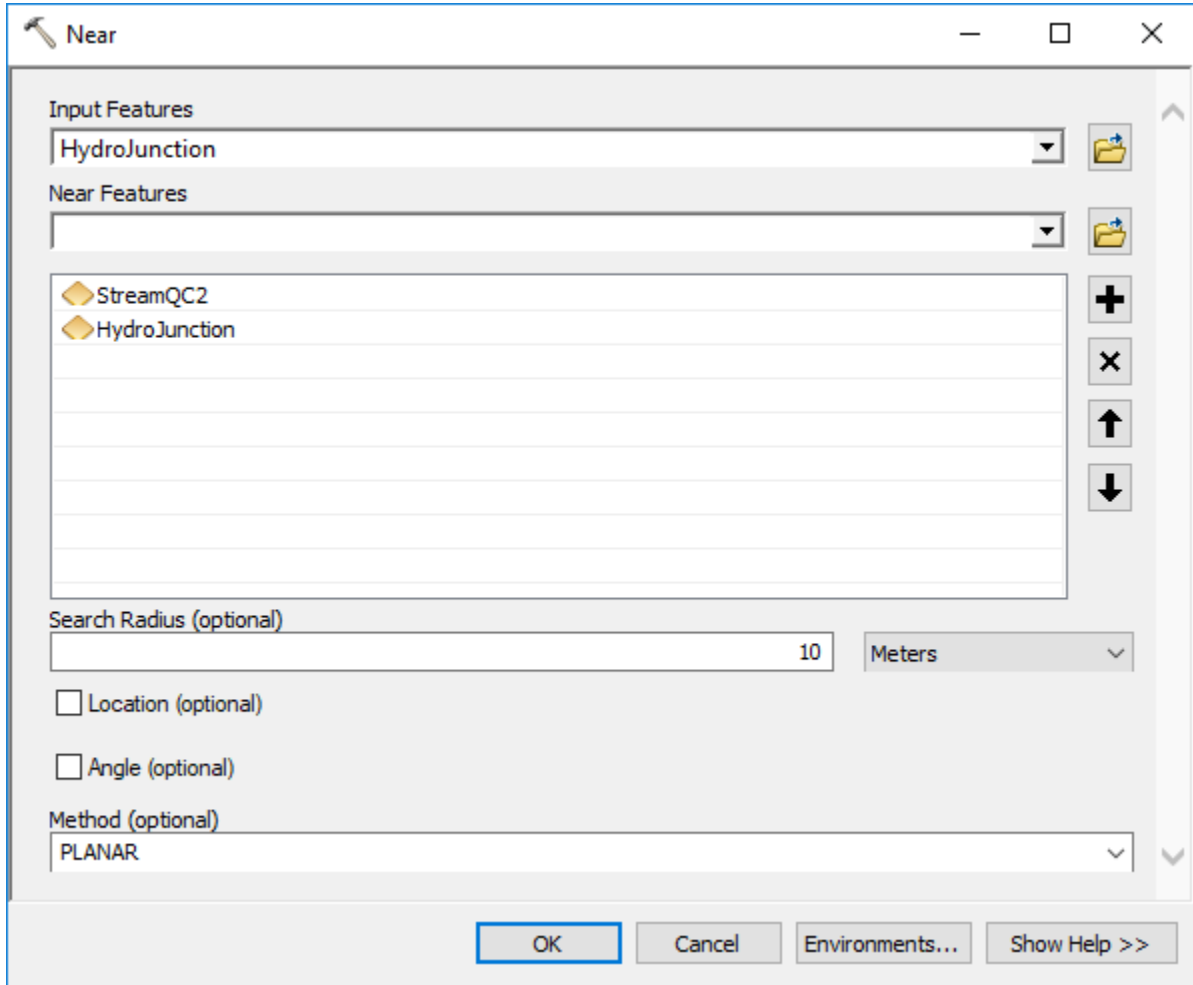 Near
Input Features
HydroJunction
Near Features
StreamQC2
HydroJunction
Search Radius (optional)
10 Meters
Location (optional)
Angle (optional)
Method (optional)
PLANAR
OK Cancel Environments... Show Help >>